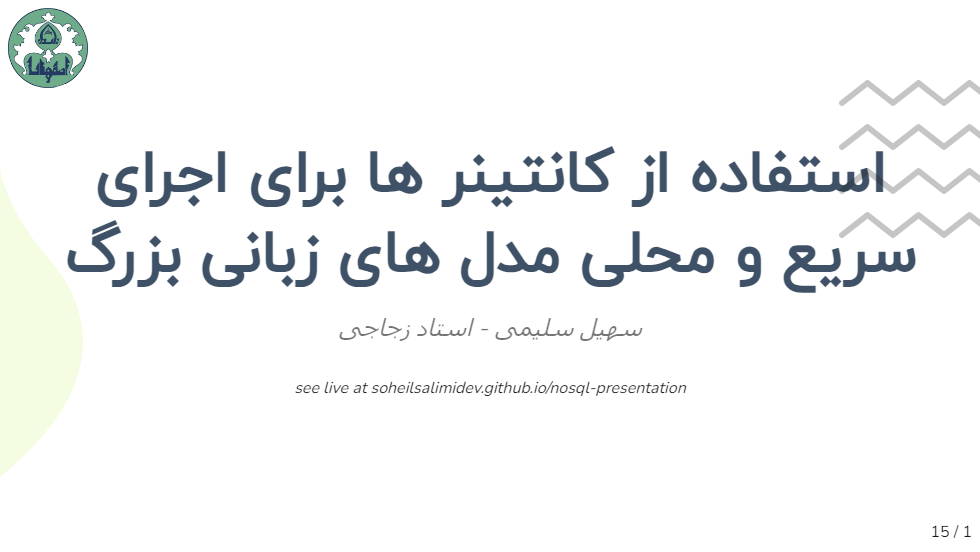 استفاده از کانتینر ها برای اجرای
سریع و محلی مدل های زبانی بزرگ
سهیل سلیمی - استاد زجاجی
see live at soheilsalimidev.github.io/nosql-presentation
15 / 1